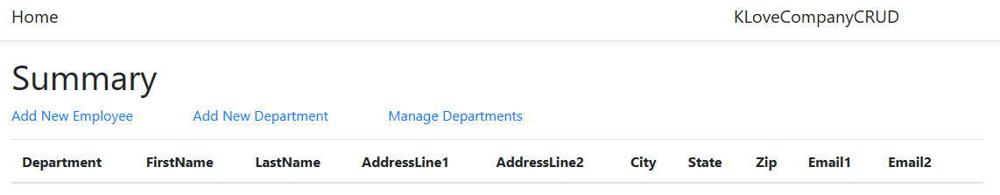 Home KLoveCompanyCRUD
Summary
Add New Employee Add New Department Manage Departments
Department FirstName LastName AddressLine1 AddressLine2 City State Zip Email1 Email2